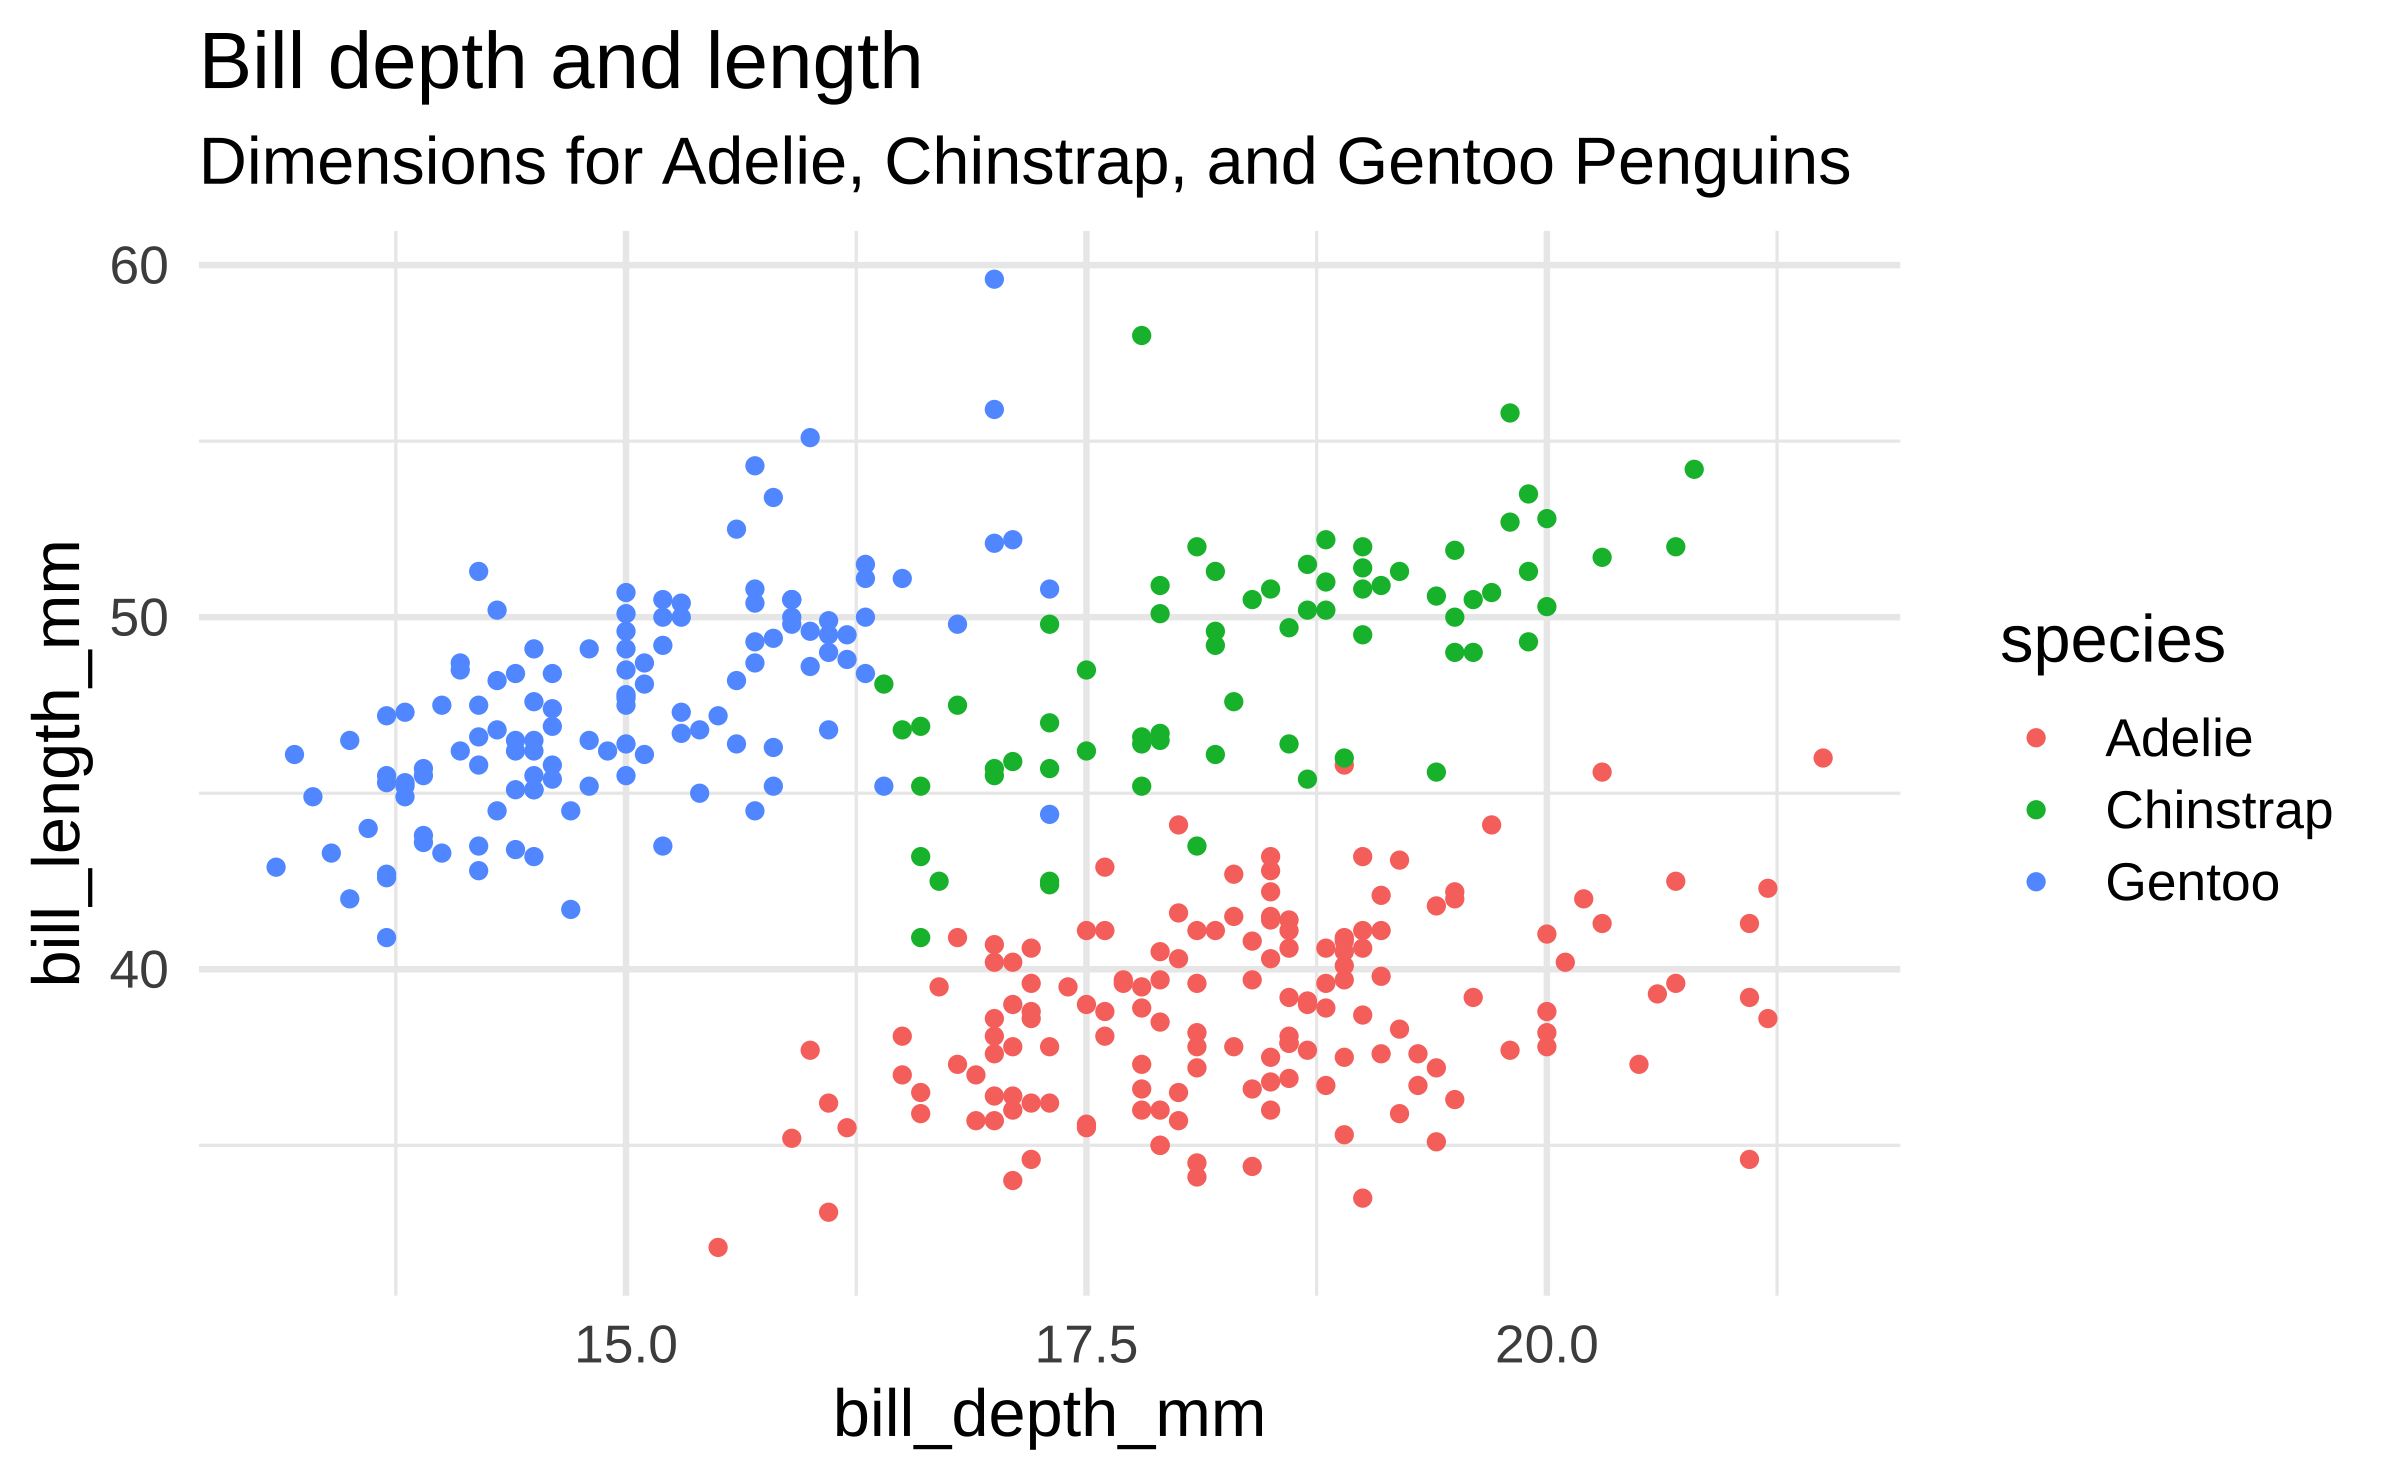 Bill depth and length
Dimensions for Adelie, Chinstrap, and Gentoo Penguins
60
50
40
bill_length_mm
15.0 17.5 20.0
bill_depth_mm
species
Adelie
Chinstrap
Gentoo